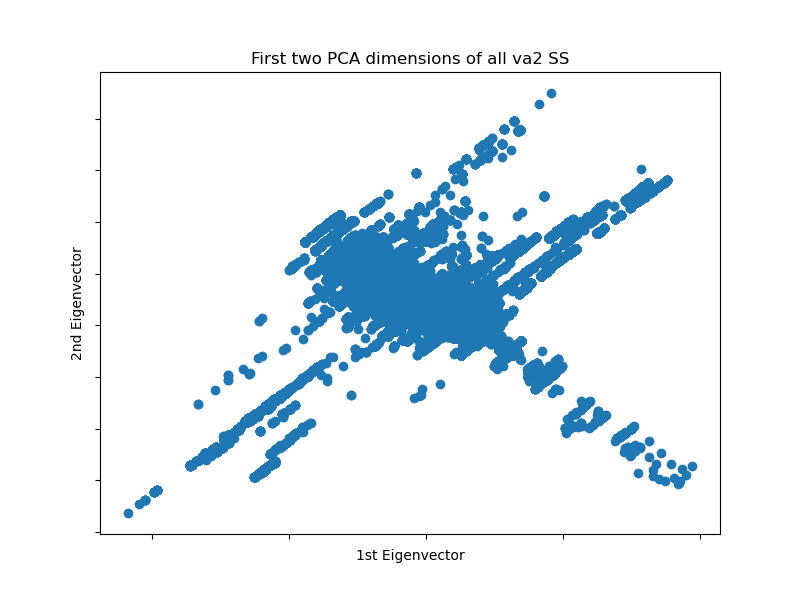 First two PCA dimensions of all va2 SS
2nd Eigenvector
1st Eigenvector